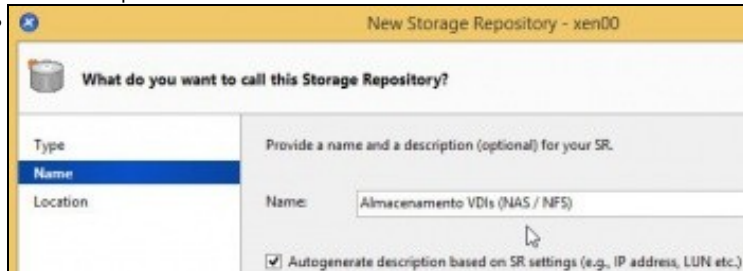 New Storage Repository - xen00
What do you want to call this Storage Repository?
Type
Name
Location
Provide a name and a description (optional) for your SR.
Name: Almacenamento VDIs (NAS / NFS)
Autogenerate description based on SR settings (e.g., IP address, LUN etc.)